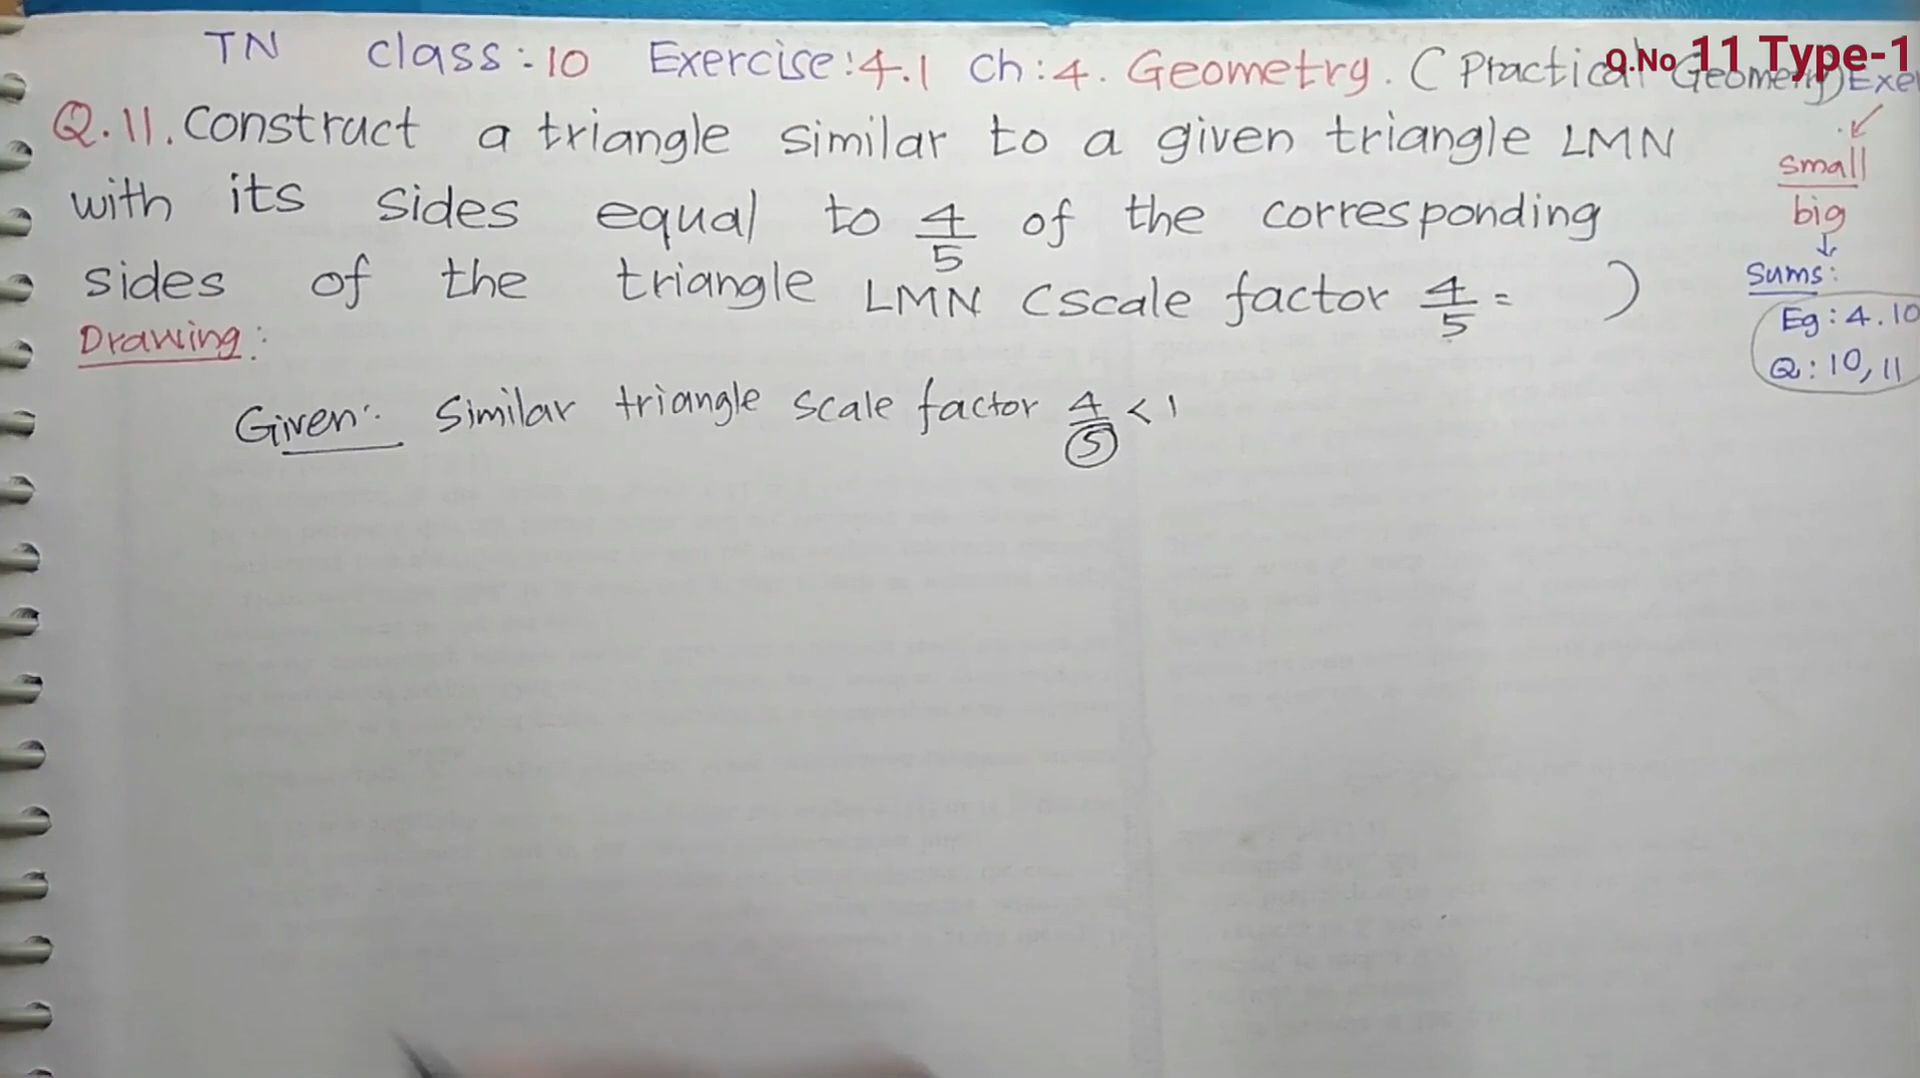 TN class:10 Exercise:4.1 Ch:4. Geometry. (Practical Geometry) Exer
Q.No 11 Type-1
Q.11. Construct a triangle similar to a given triangle LMN
with its sides equal to 4/5 of the corresponding
sides of the triangle LMN (scale factor 4/5 = )
Drawing:
Given: Similar triangle scale factor 4/5 < 1
small
big
Sums:
Eg: 4.10
Q: 10, 11